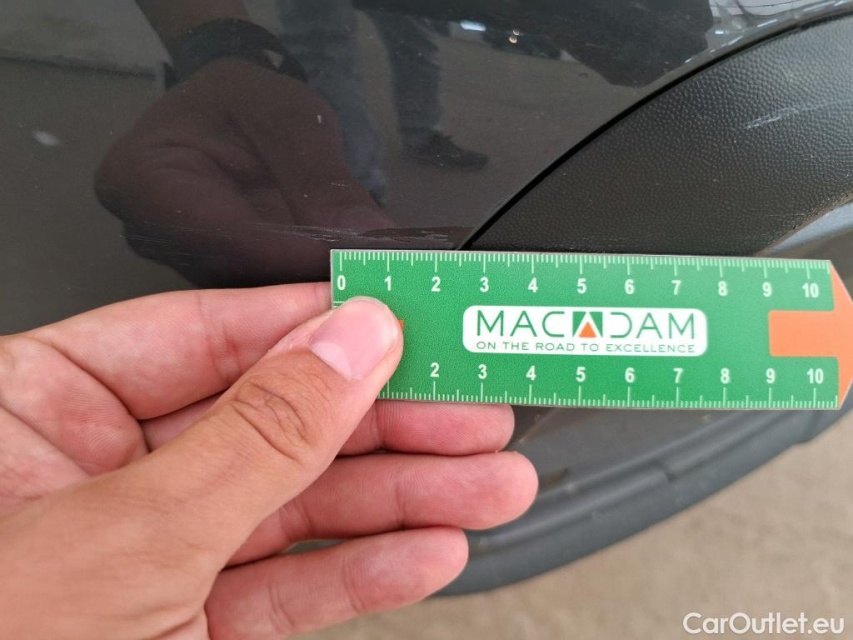 0 1 2 3 4 5 6 7 8 9 10
MACADAM
ON THE ROAD TO EXCELLENCE
2 3 4 5 6 7 8 9 10
CarOutlet.eu